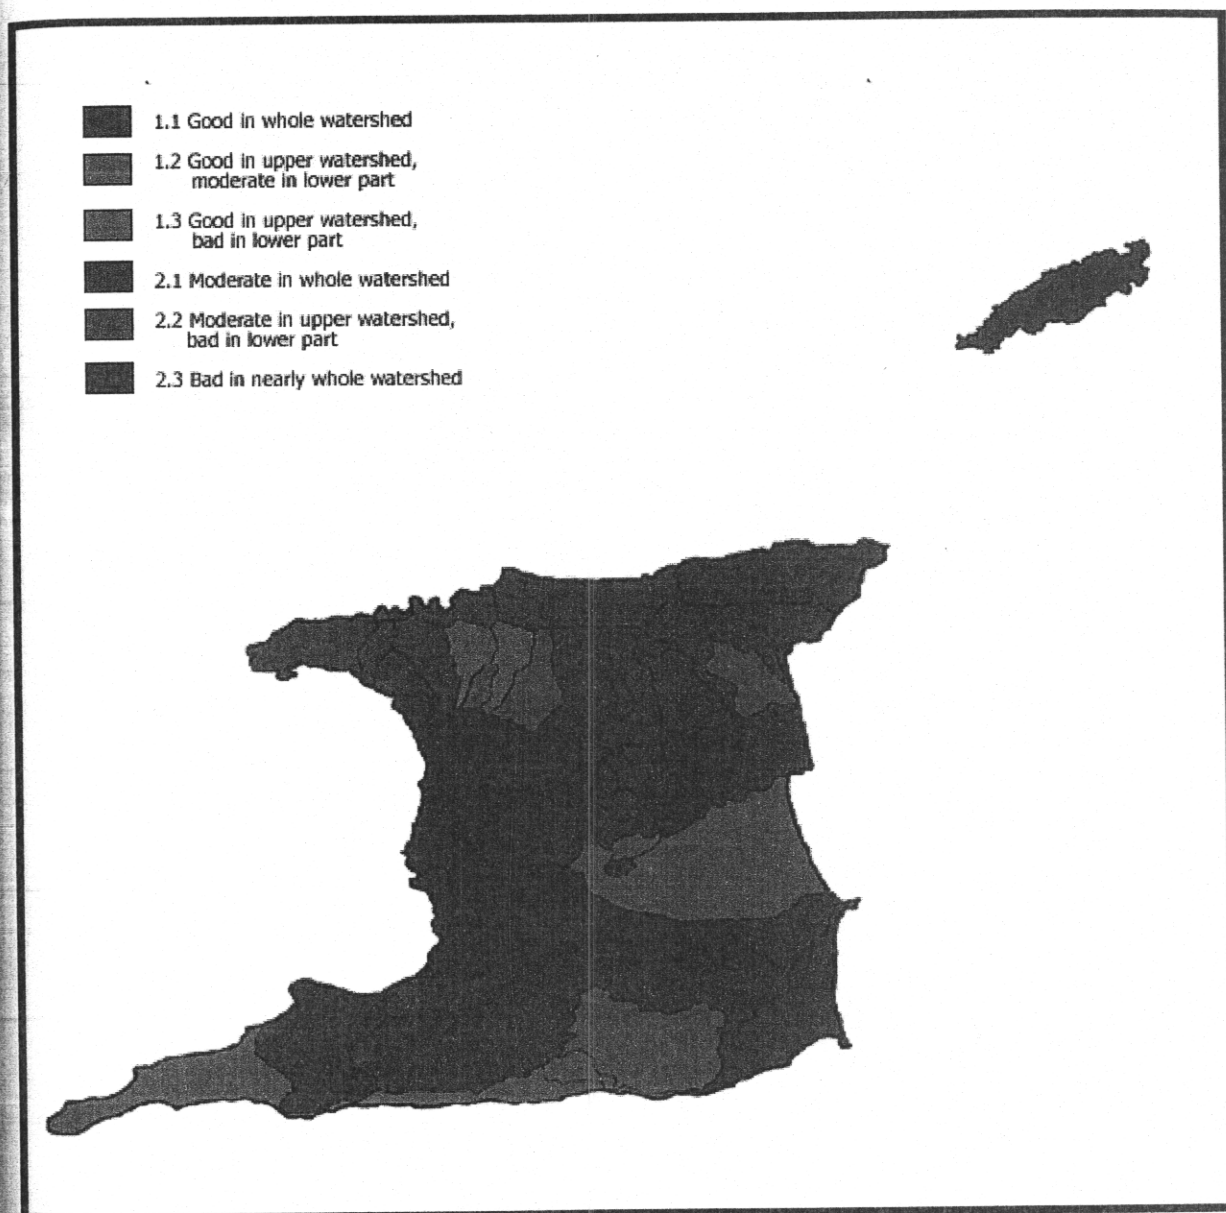 1.1 Good in whole watershed
1.2 Good in upper watershed,
moderate in lower part
1.3 Good in upper watershed,
bad in lower part
2.1 Moderate in whole watershed
2.2 Moderate in upper watershed,
bad in lower part
2.3 Bad in nearly whole watershed